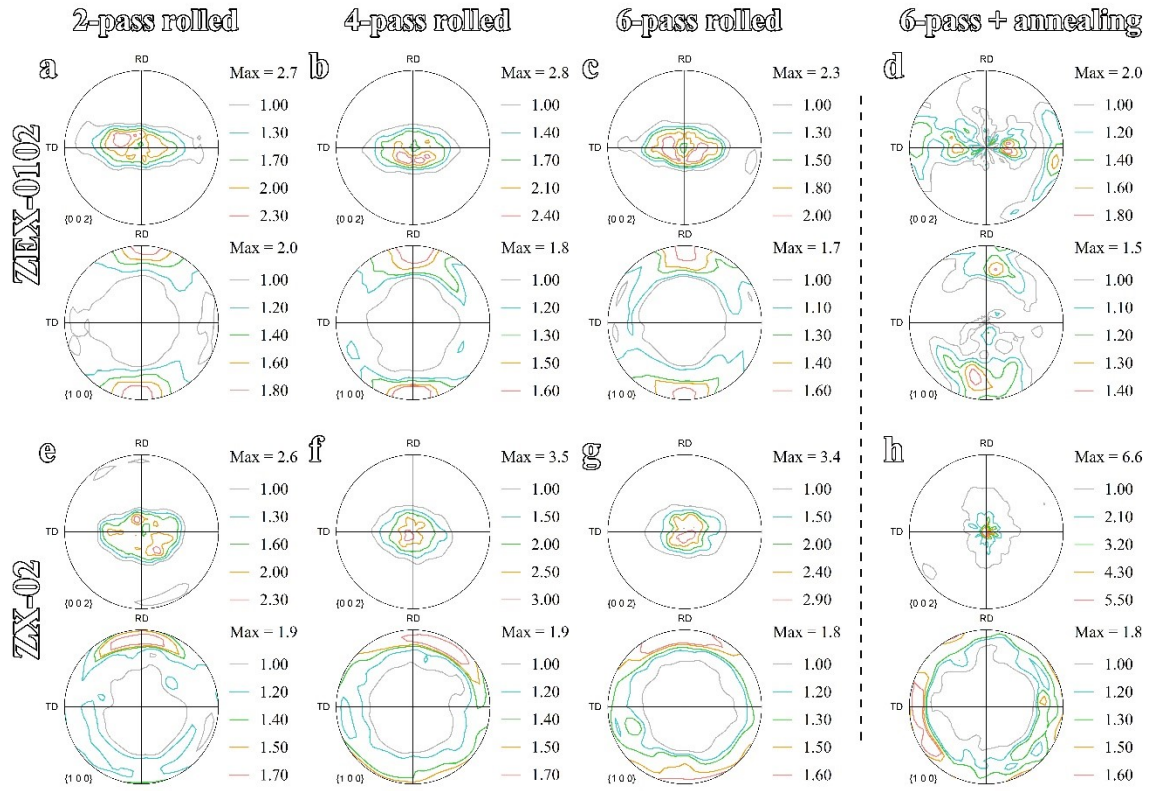 2-pass rolled
4-pass rolled
6-pass rolled
6-pass + annealing
ZEX-0102
a
RD
TD
{0 0 2}
Max = 2.7
1.00
1.30
1.70
2.00
2.30
RD
TD
{1 0 0}
Max = 2.0
1.00
1.20
1.40
1.60
1.80
b
RD
TD
{0 0 2}
Max = 2.8
1.00
1.40
1.70
2.10
2.40
RD
TD
{1 0 0}
Max = 1.8
1.00
1.20
1.30
1.50
1.60
c
RD
TD
{0 0 2}
Max = 2.3
1.00
1.30
1.50
1.80
2.00
RD
TD
{1 0 0}
Max = 1.7
1.00
1.10
1.30
1.40
1.60
d
RD
TD
{0 0 2}
Max = 2.0
1.00
1.20
1.40
1.60
1.80
RD
TD
{1 0 0}
Max = 1.5
1.00
1.10
1.20
1.30
1.40
ZX-02
e
RD
TD
{0 0 2}
Max = 2.6
1.00
1.30
1.60
2.00
2.30
RD
TD
{1 0 0}
Max = 1.9
1.00
1.20
1.40
1.50
1.70
f
RD
TD
{0 0 2}
Max = 3.5
1.00
1.50
2.00
2.50
3.00
RD
TD
{1 0 0}
Max = 1.9
1.00
1.20
1.40
1.50
1.70
g
RD
TD
{0 0 2}
Max = 3.4
1.00
1.50
2.00
2.40
2.90
RD
TD
{1 0 0}
Max = 1.8
1.00
1.20
1.30
1.50
1.60
h
RD
TD
{0 0 2}
Max = 6.6
1.00
2.10
3.20
4.30
5.50
RD
TD
{1 0 0}
Max = 1.8
1.00
1.20
1.30
1.50
1.60